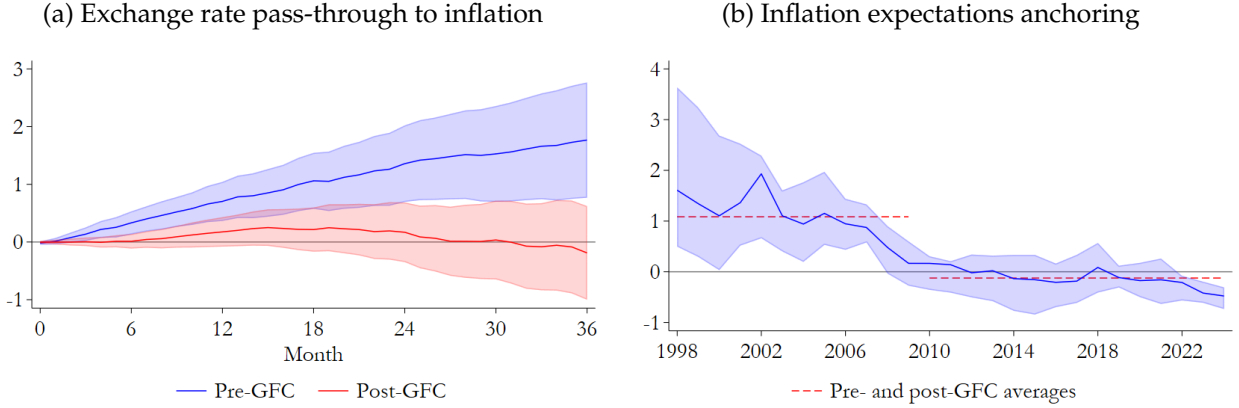 (a) Exchange rate pass-through to inflation
3
2
1
0
-1
0 6 12 18 24 30 36
Month
Pre-GFC Post-GFC
(b) Inflation expectations anchoring
4
3
2
1
0
-1
1998 2002 2006 2010 2014 2018 2022
Pre- and post-GFC averages